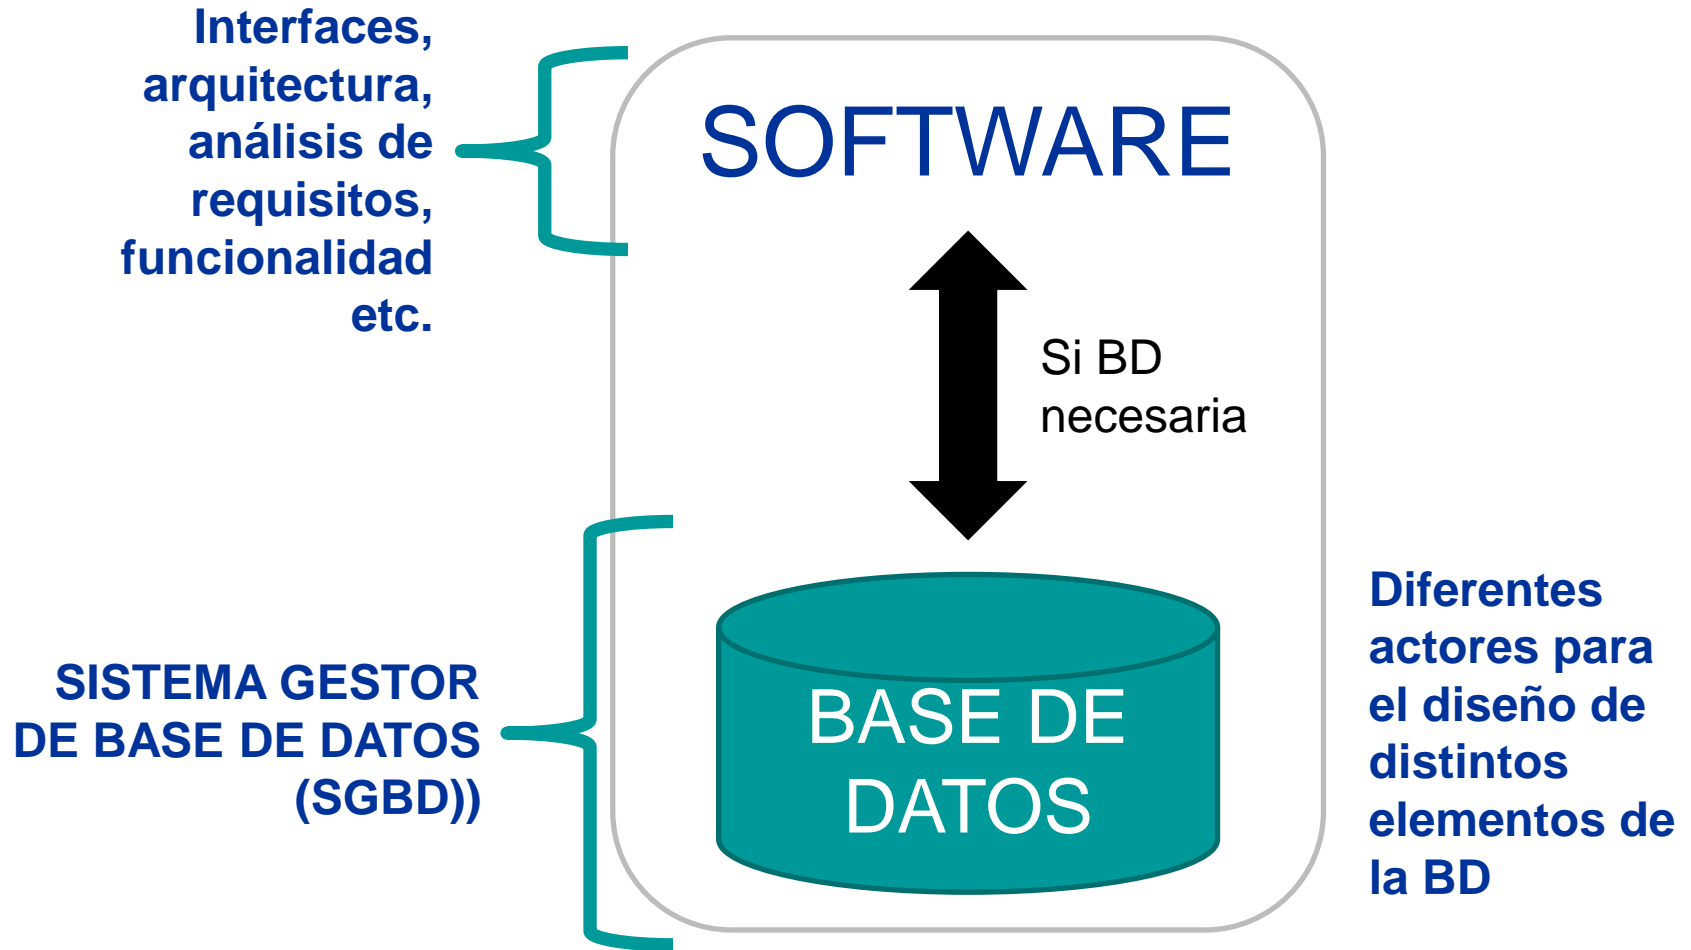 Interfaces,
arquitectura,
análisis de
requisitos,
funcionalidad
etc.
SOFTWARE
Si BD
necesaria
SISTEMA GESTOR
DE BASE DE DATOS
(SGBD))
BASE DE
DATOS
Diferentes
actores para
el diseño de
distintos
elementos de
la BD